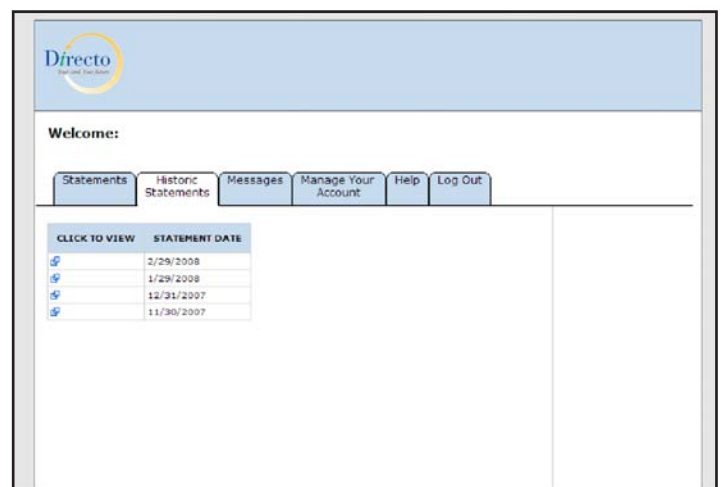 Directo
Welcome:
Statements
Historic
Statements
Messages
Manage Your
Account
Help
Log Out
CLICK TO VIEW STATEMENT DATE
2/29/2008
1/29/2008
12/31/2007
11/30/2007